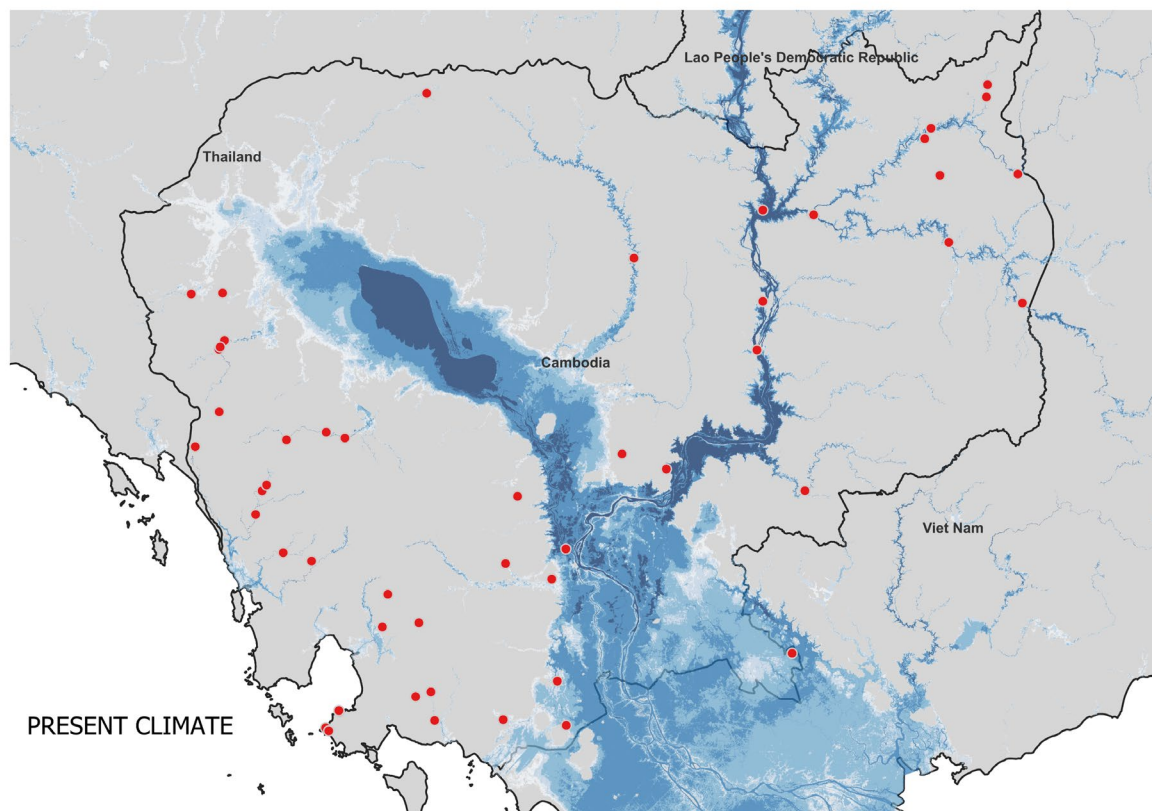 Lao People's Democratic Republic
Thailand
Cambodia
Viet Nam
PRESENT CLIMATE